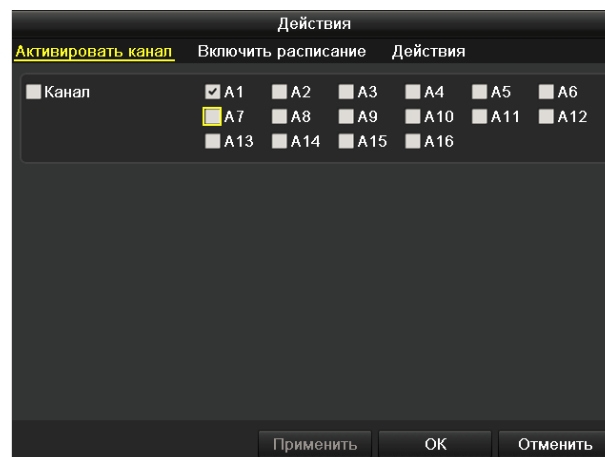 Действия
Активировать канал Включить расписание Действия
Канал A1 A2 A3 A4 A5 A6
A7 A8 A9 A10 A11 A12
A13 A14 A15 A16
Применить OK Отменить